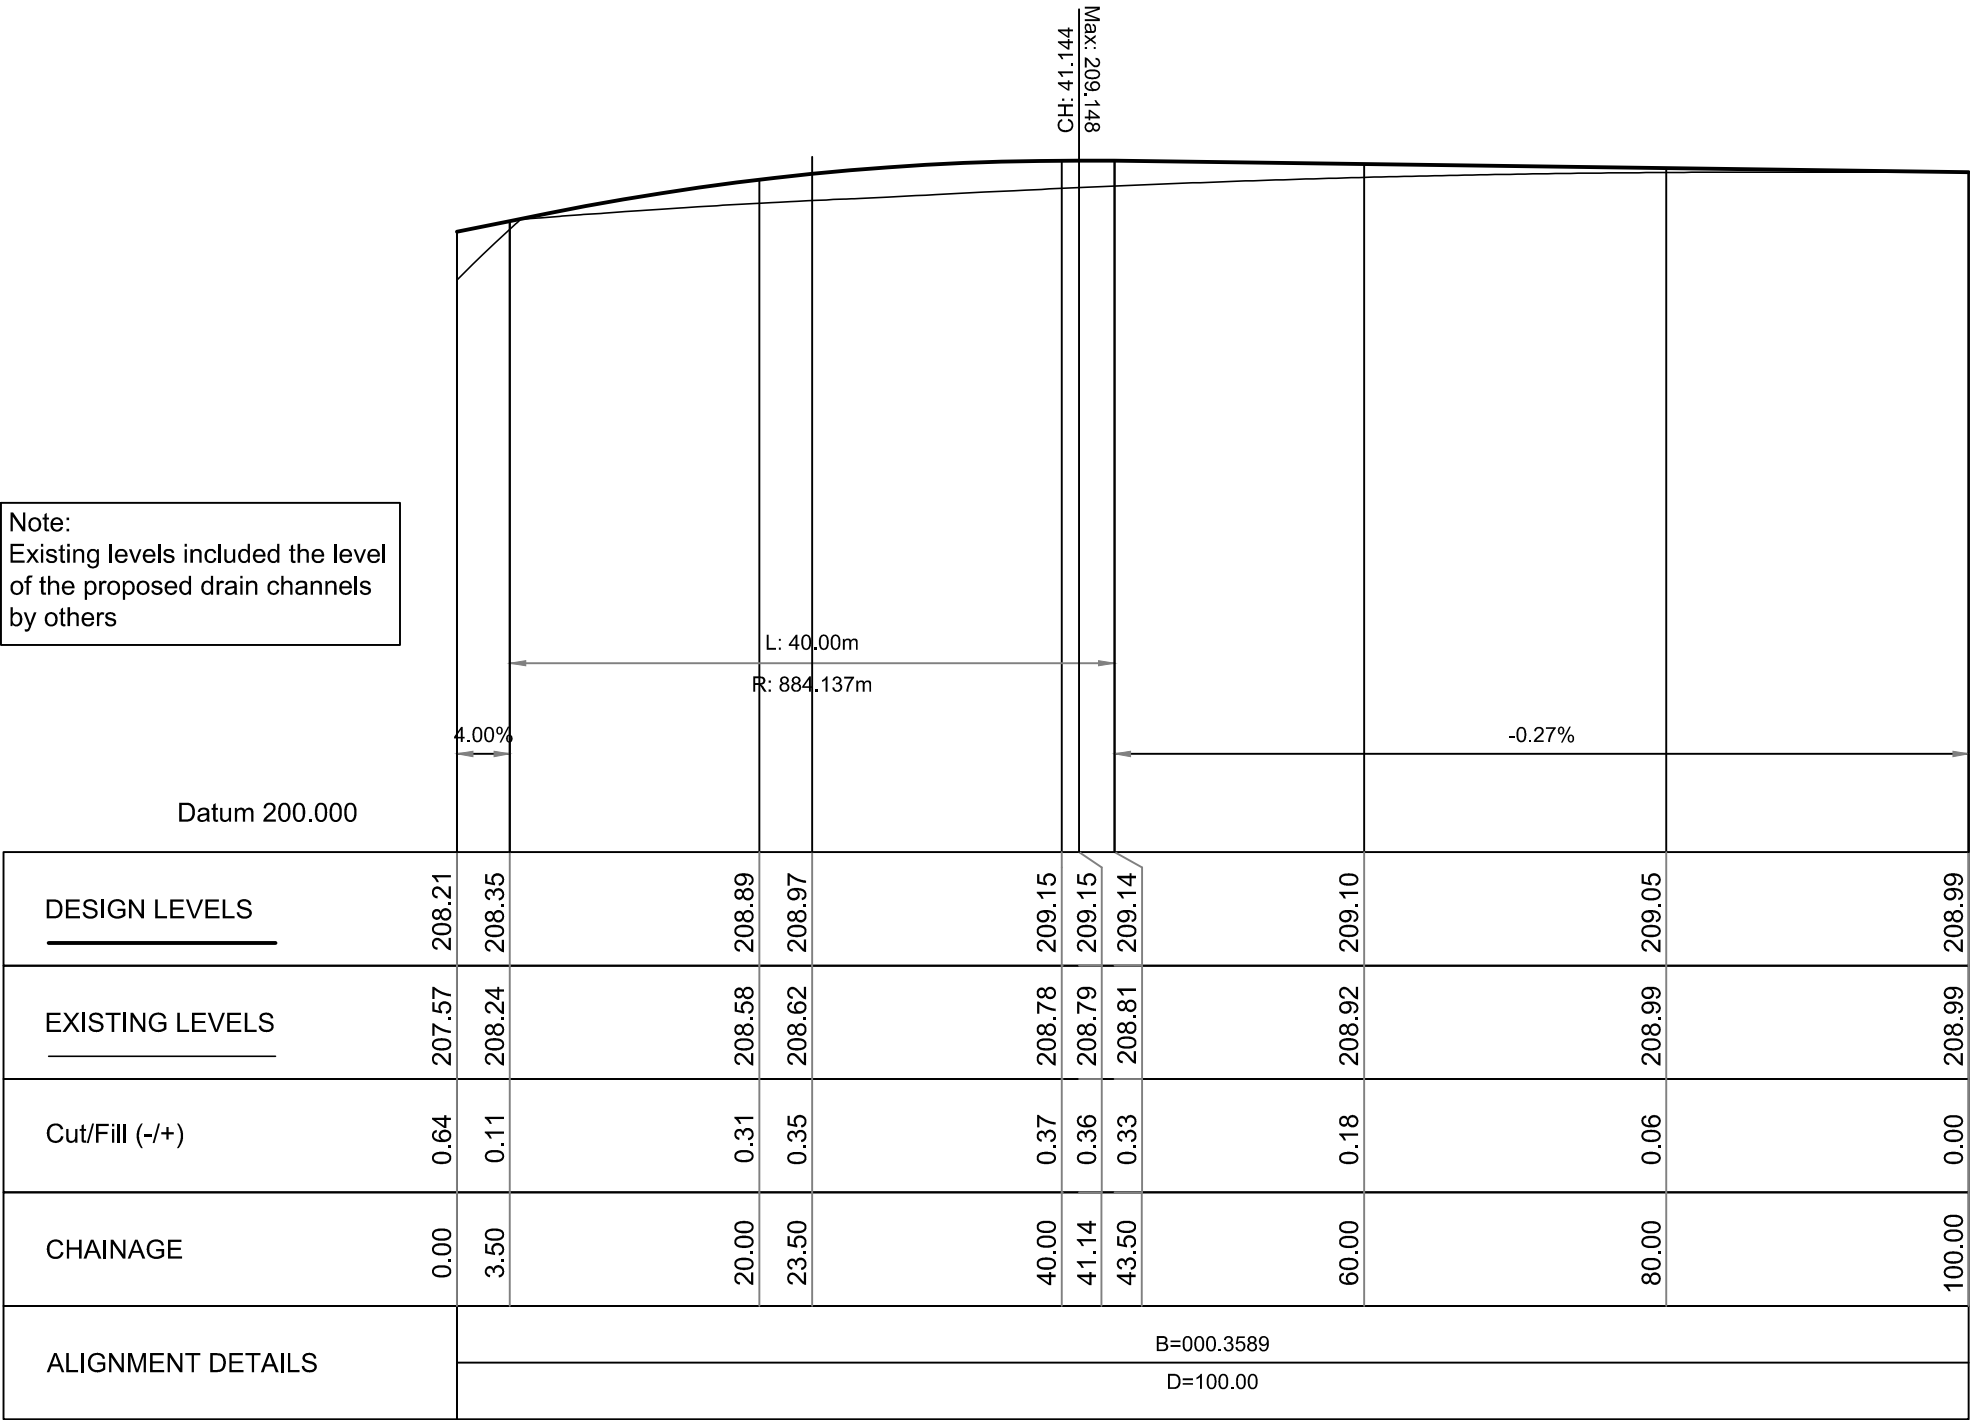 CH: 41.144
Max: 209.148
Note:
Existing levels included the level
of the proposed drain channels
by others
L: 40.00m
R: 884.137m
4.00%
-0.27%
Datum 200.000
DESIGN LEVELS 208.21 208.35 208.89 208.97 209.15 209.15 209.14 209.10 209.05 208.99
EXISTING LEVELS 207.57 208.24 208.58 208.62 208.78 208.79 208.81 208.92 208.99 208.99
Cut/Fill (-/+) 0.64 0.11 0.31 0.35 0.37 0.36 0.33 0.18 0.06 0.00
CHAINAGE 0.00 3.50 20.00 23.50 40.00 41.14 43.50 60.00 80.00 100.00
ALIGNMENT DETAILS
B=000.3589
D=100.00